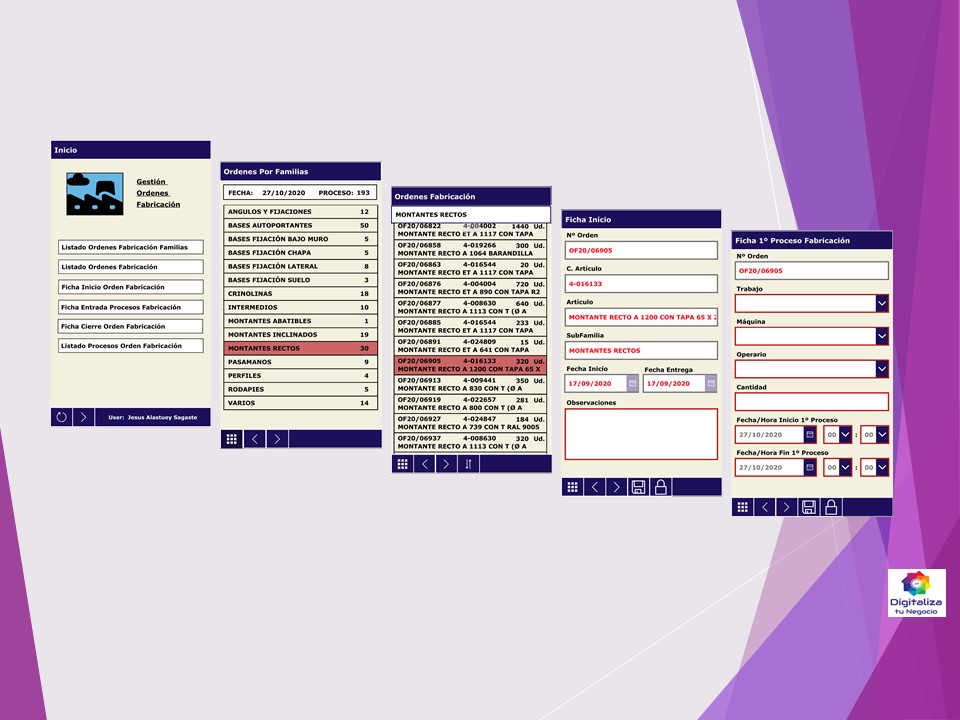 Inicio
Gestión
Ordenes
Fabricación
Listado Ordenes Fabricación Familias
Listado Ordenes Fabricación
Ficha Inicio Orden Fabricación
Ficha Entrada Procesos Fabricación
Ficha Cierre Orden Fabricación
Listado Procesos Orden Fabricación
User: Jesus Alastuey Sagaste
Ordenes Por Familias
FECHA: 27/10/2020 PROCESO: 193
ANGULOS Y FIJACIONES 12
BASES AUTOPORTANTES 50
BASES FIJACIÓN BAJO MURO 5
BASES FIJACIÓN CHAPA 5
BASES FIJACIÓN LATERAL 8
BASES FIJACIÓN SUELO 3
CRINOLINAS 18
INTERMEDIOS 10
MONTANTES ABATIBLES 1
MONTANTES INCLINADOS 19
MONTANTES RECTOS 30
PASAMANOS 9
PERFILES 4
RODAPIES 5
VARIOS 14
Ordenes Fabricación
MONTANTES RECTOS
OF20/06822 4-004002 1440 Ud.
MONTANTE RECTO ET A 1117 CON TAPA
OF20/06858 4-019266 300 Ud.
MONTANTE RECTO A 1064 BARANDILLA
OF20/06863 4-016544 20 Ud.
MONTANTE RECTO ET A 1117 CON TAPA
OF20/06876 4-004004 720 Ud.
MONTANTE RECTO ET A 890 CON TAPA R2
OF20/06877 4-008630 640 Ud.
MONTANTE RECTO A 1113 CON T (Ø A
OF20/06885 4-016544 233 Ud.
MONTANTE RECTO ET A 1117 CON TAPA
OF20/06891 4-024809 15 Ud.
MONTANTE RECTO ET A 641 CON TAPA
OF20/06905 4-016133 320 Ud.
MONTANTE RECTO A 1200 CON TAPA 65 X
OF20/06913 4-009441 350 Ud.
MONTANTE RECTO A 830 CON T (Ø A
OF20/06919 4-022657 281 Ud.
MONTANTE RECTO A 800 CON T (Ø A
OF20/06927 4-024847 184 Ud.
MONTANTE RECTO A 739 CON T RAL 9005
OF20/06937 4-008630 320 Ud.
MONTANTE RECTO A 1113 CON T (Ø A
Ficha Inicio
Nº Orden
OF20/06905
C. Artículo
4-016133
Artículo
MONTANTE RECTO A 1200 CON TAPA 65 X 2
SubFamilia
MONTANTES RECTOS
Fecha Inicio Fecha Entrega
17/09/2020 17/09/2020
Observaciones
Ficha 1º Proceso Fabricación
Nº Orden
OF20/06905
Trabajo
Máquina
Operario
Cantidad
Fecha/Hora Inicio 1º Proceso
27/10/2020 00 : 00
Fecha/Hora Fin 1º Proceso
27/10/2020 00 : 00
Digitaliza
tu Negocio